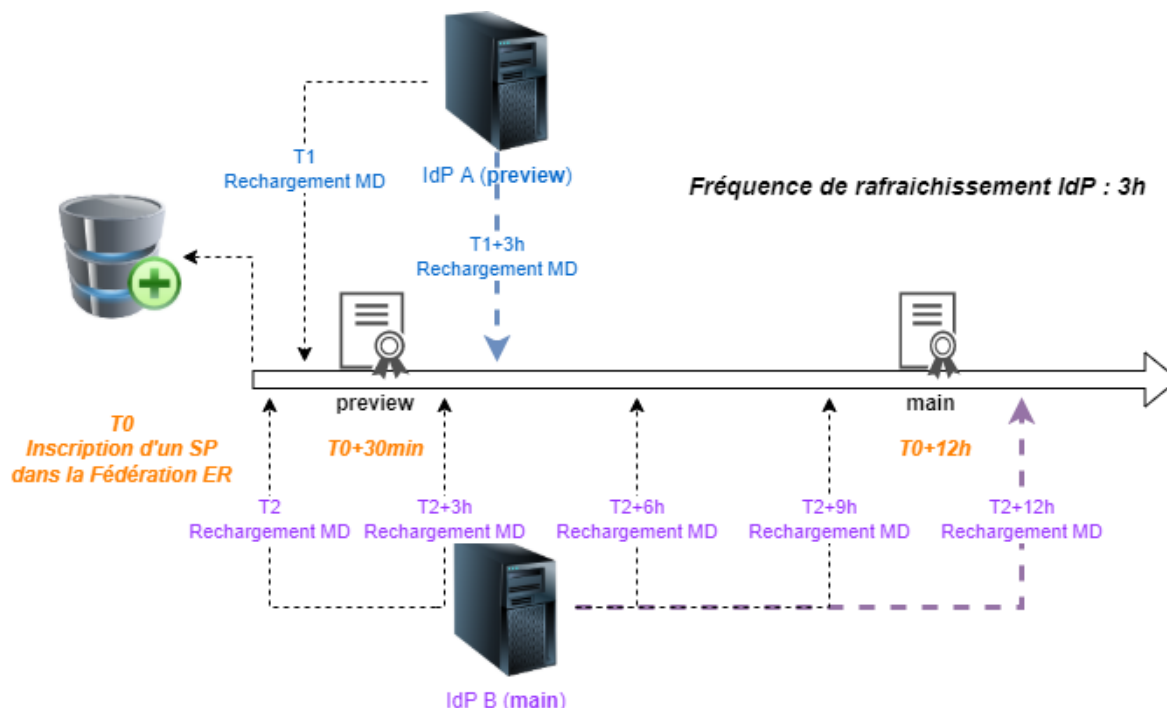 T1
Rechargement MD
IdP A (preview)
Fréquence de rafraichissement IdP : 3h
T1+3h
Rechargement MD
preview
main
T0
Inscription d'un SP
dans la Fédération ER
T0+30min
T0+12h
T2
Rechargement MD
T2+3h
Rechargement MD
T2+6h
Rechargement MD
T2+9h
Rechargement MD
T2+12h
Rechargement MD
IdP B (main)